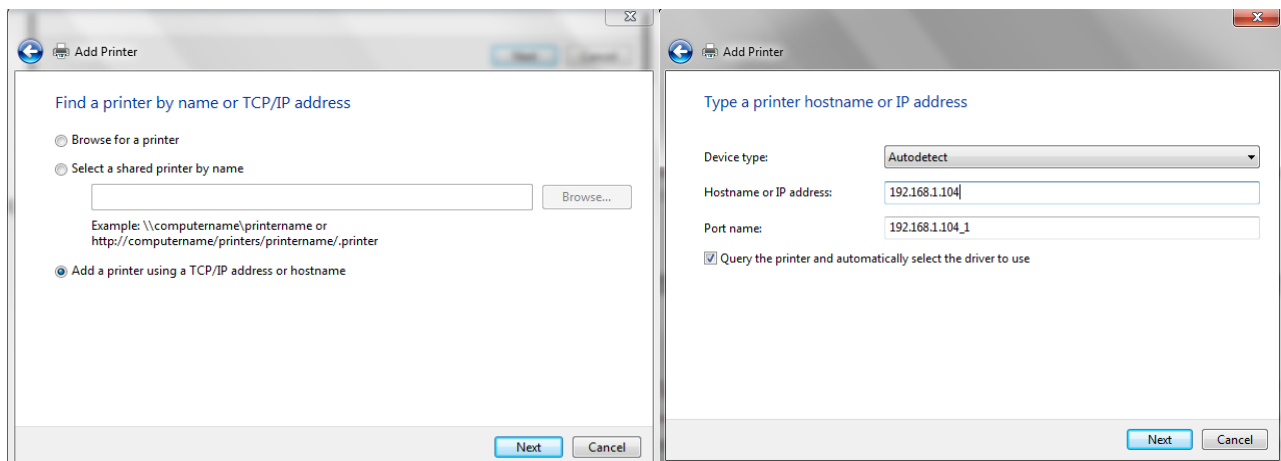 Add Printer
Find a printer by name or TCP/IP address
Browse for a printer
Select a shared printer by name
Browse...
Example: \\computername\printername or
http://computername/printers/printername/.printer
Add a printer using a TCP/IP address or hostname
Next Cancel
Add Printer
Type a printer hostname or IP address
Device type: Autodetect
Hostname or IP address: 192.168.1.104
Port name: 192.168.1.104_1
Query the printer and automatically select the driver to use
Next Cancel